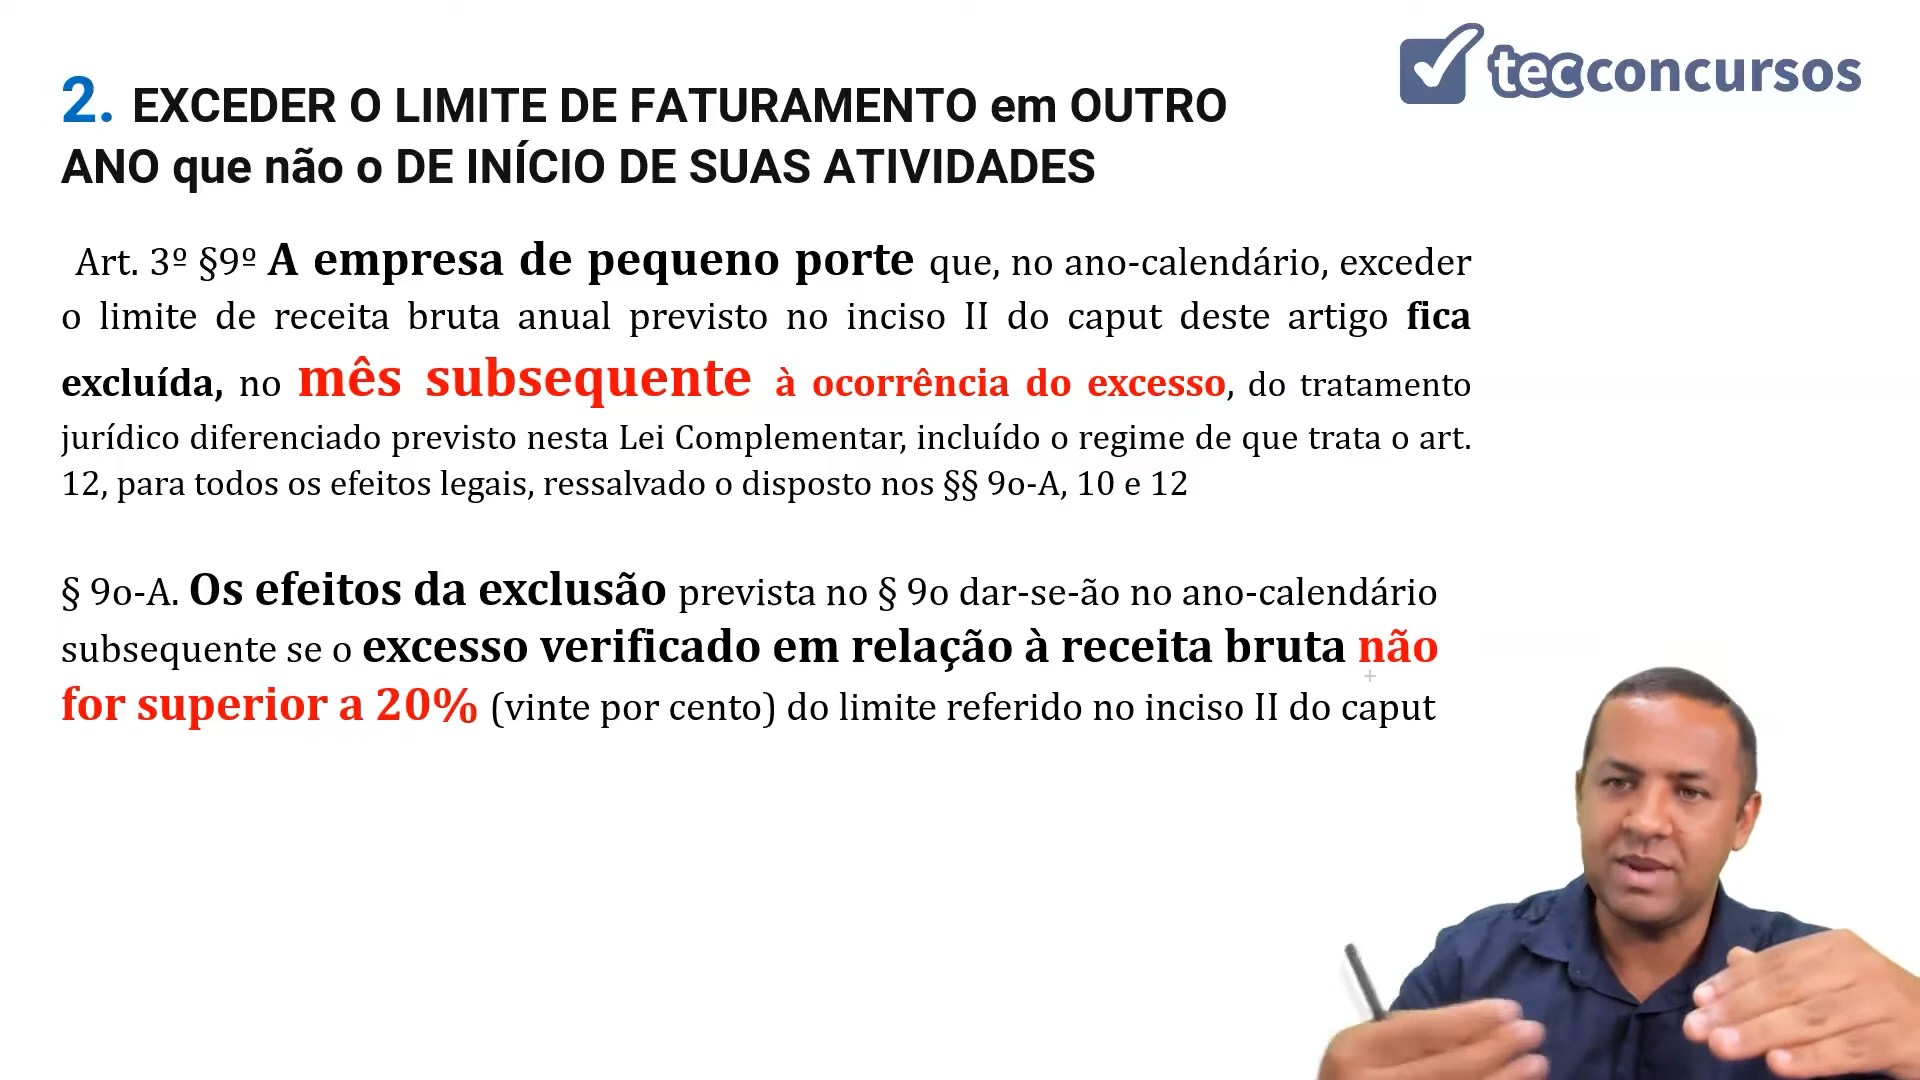 tecconcursos
2. EXCEDER O LIMITE DE FATURAMENTO em OUTRO
ANO que não o DE INÍCIO DE SUAS ATIVIDADES
Art. 3º §9º A empresa de pequeno porte que, no ano-calendário, exceder
o limite de receita bruta anual previsto no inciso II do caput deste artigo fica
excluída, no mês subsequente à ocorrência do excesso, do tratamento
jurídico diferenciado previsto nesta Lei Complementar, incluído o regime de que trata o art.
12, para todos os efeitos legais, ressalvado o disposto nos §§ 9o-A, 10 e 12
§ 9o-A. Os efeitos da exclusão prevista no § 9o dar-se-ão no ano-calendário
subsequente se o excesso verificado em relação à receita bruta não
for superior a 20% (vinte por cento) do limite referido no inciso II do caput